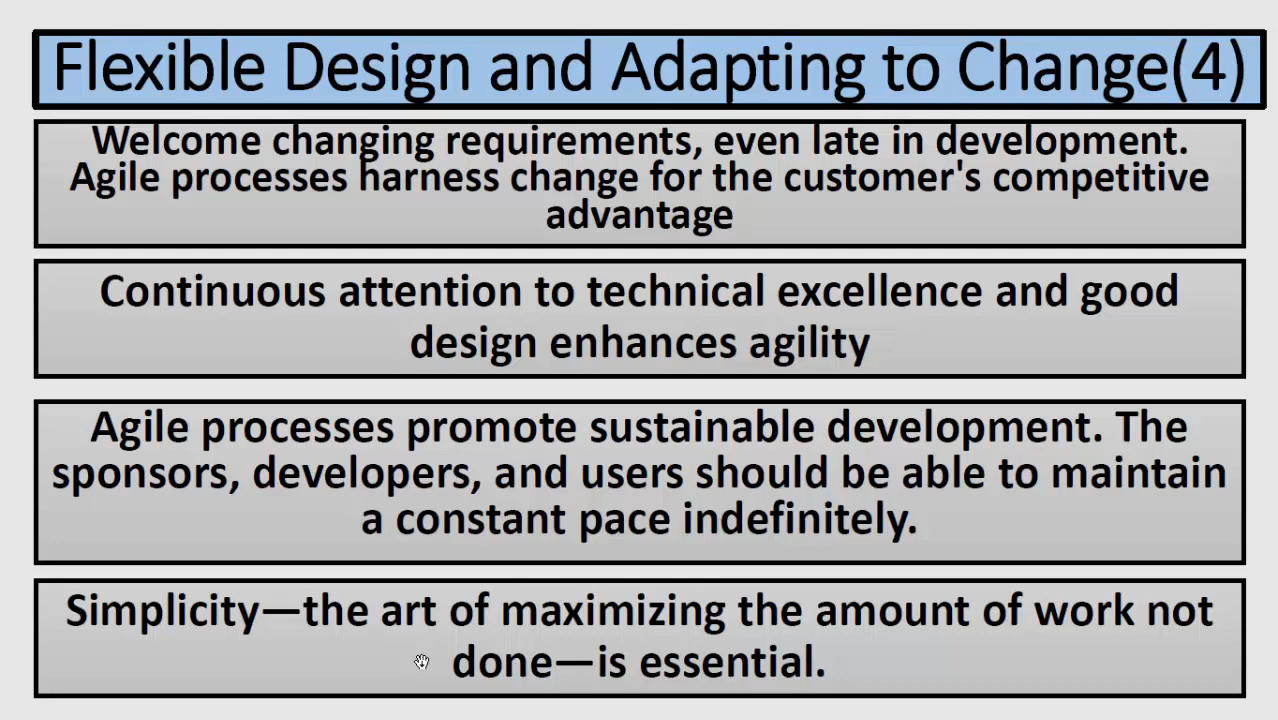 Flexible Design and Adapting to Change(4)
Welcome changing requirements, even late in development.
Agile processes harness change for the customer's competitive
advantage
Continuous attention to technical excellence and good
design enhances agility
Agile processes promote sustainable development. The
sponsors, developers, and users should be able to maintain
a constant pace indefinitely.
Simplicity—the art of maximizing the amount of work not
done—is essential.